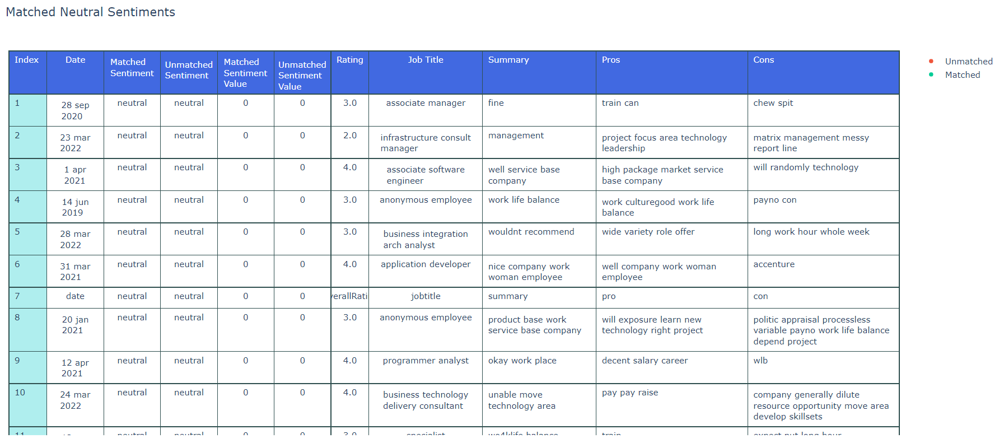 Matched Neutral Sentiments
Index Date Matched Sentiment Unmatched Sentiment Matched Sentiment Value Unmatched Sentiment Value Rating Job Title Summary Pros Cons
Unmatched
Matched
1 28 sep 2020 neutral neutral 0 0 3.0 associate manager fine train can chew spit
2 23 mar 2022 neutral neutral 0 0 2.0 infrastructure consult manager management project focus area technology leadership matrix management messy report line
3 1 apr 2021 neutral neutral 0 0 4.0 associate software engineer well service base company high package market service base company will randomly technology
4 14 jun 2019 neutral neutral 0 0 3.0 anonymous employee work life balance work culturegood work life balance payno con
5 28 mar 2022 neutral neutral 0 0 3.0 business integration arch analyst wouldnt recommend wide variety role offer long work hour whole week
6 31 mar 2021 neutral neutral 0 0 4.0 application developer nice company work woman employee well company work woman employee accenture
7 date neutral neutral 0 0 verallRati jobtitle summary pro con
8 20 jan 2021 neutral neutral 0 0 3.0 anonymous employee product base work service base company will exposure learn new technology right project politic appraisal processless variable payno work life balance depend project
9 12 apr 2021 neutral neutral 0 0 4.0 programmer analyst okay work place decent salary career wlb
10 24 mar 2022 neutral neutral 0 0 4.0 business technology delivery consultant unable move technology area pay pay raise company generally dilute resource opportunity move area develop skillsets
11 neutral neutral 0 0 3.0 specialist balance train expect put long hour